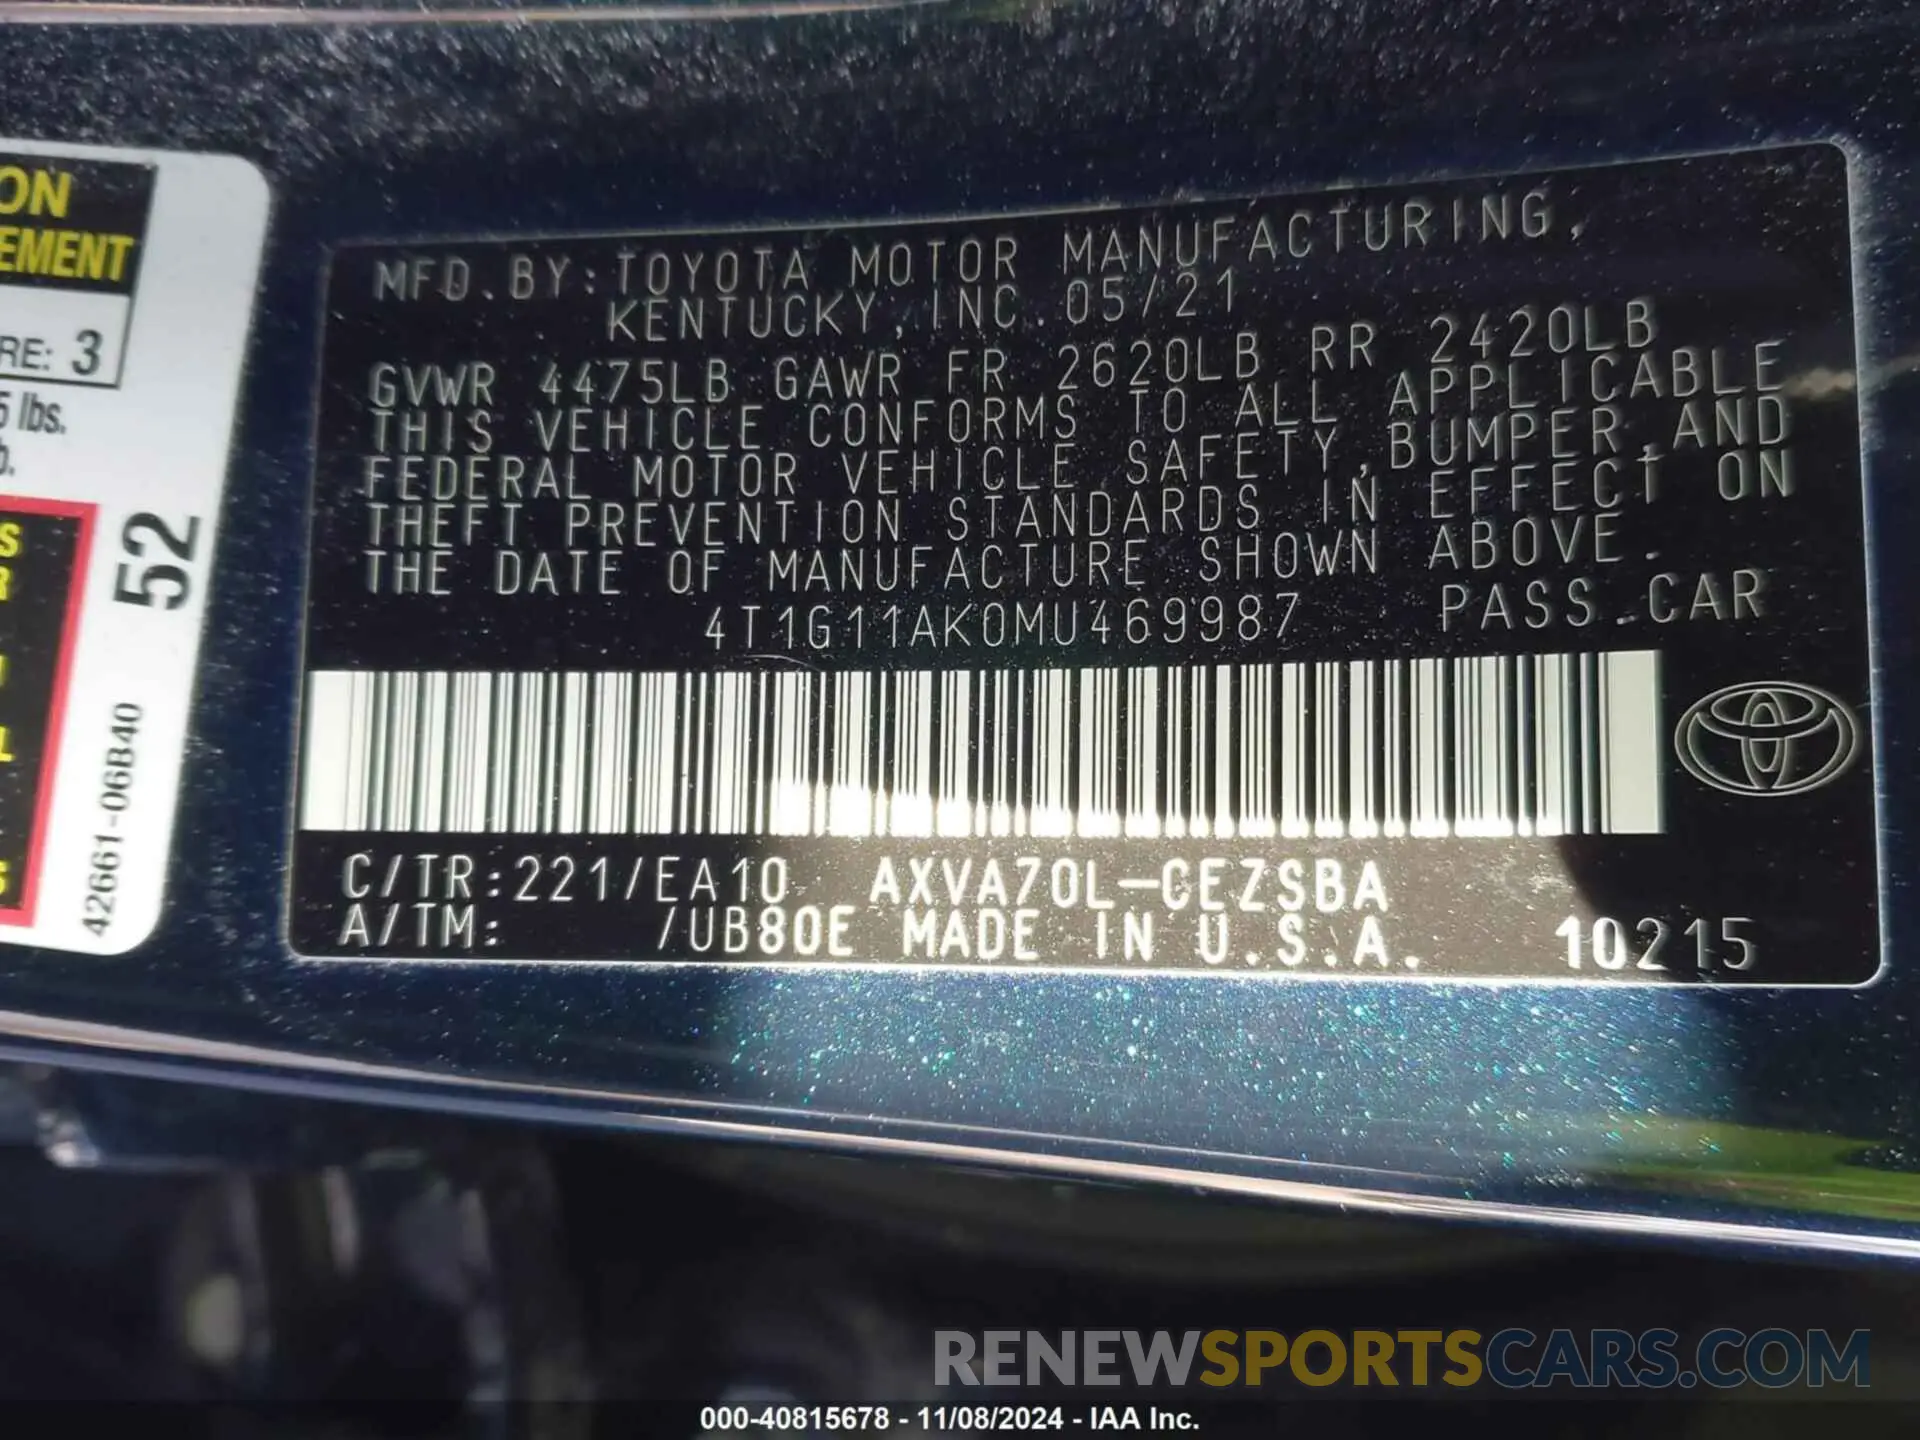 ON
EMENT
RE: 3
5 lbs.
b.
S
R
L
S
52
42661-06B40
MFD. BY: TOYOTA MOTOR MANUFACTURING,
KENTUCKY, INC. 05/21
GVWR 4475LB GAWR FR 2620LB RR 2420LB
THIS VEHICLE CONFORMS TO ALL APPLICABLE
FEDERAL MOTOR VEHICLE SAFETY, BUMPER, AND
THEFT PREVENTION STANDARDS IN EFFECT ON
THE DATE OF MANUFACTURE SHOWN ABOVE.
4T1G11AK0MU469987 PASS. CAR
C/TR:221/EA10 AXVA70L-CEZSBA
A/TM: /UB80E MADE IN U.S.A. 10215
RENEWSPORTSCARS.COM
000-40815678 - 11/08/2024 - IAA Inc.